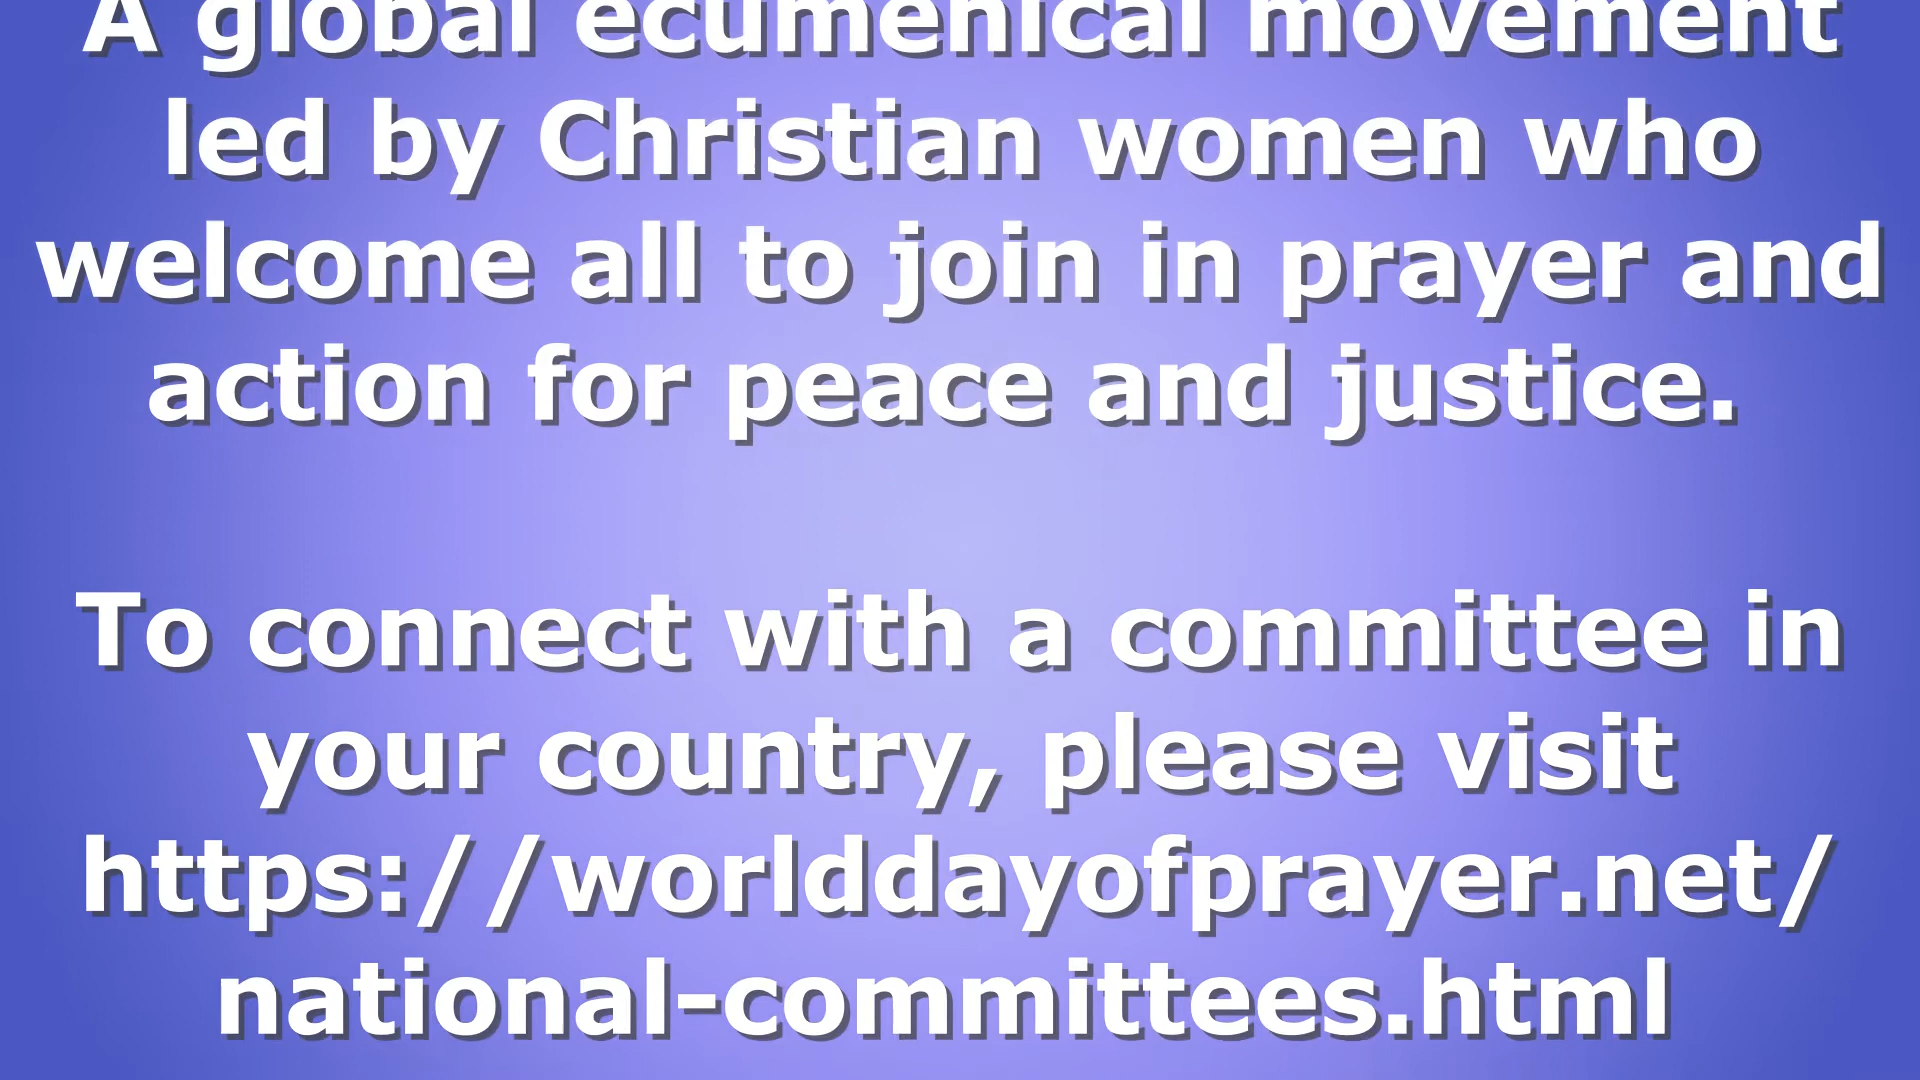 A global ecumenical movement
led by Christian women who
welcome all to join in prayer and
action for peace and justice.
To connect with a committee in
your country, please visit
https://worlddayofprayer.net/
national-committees.html